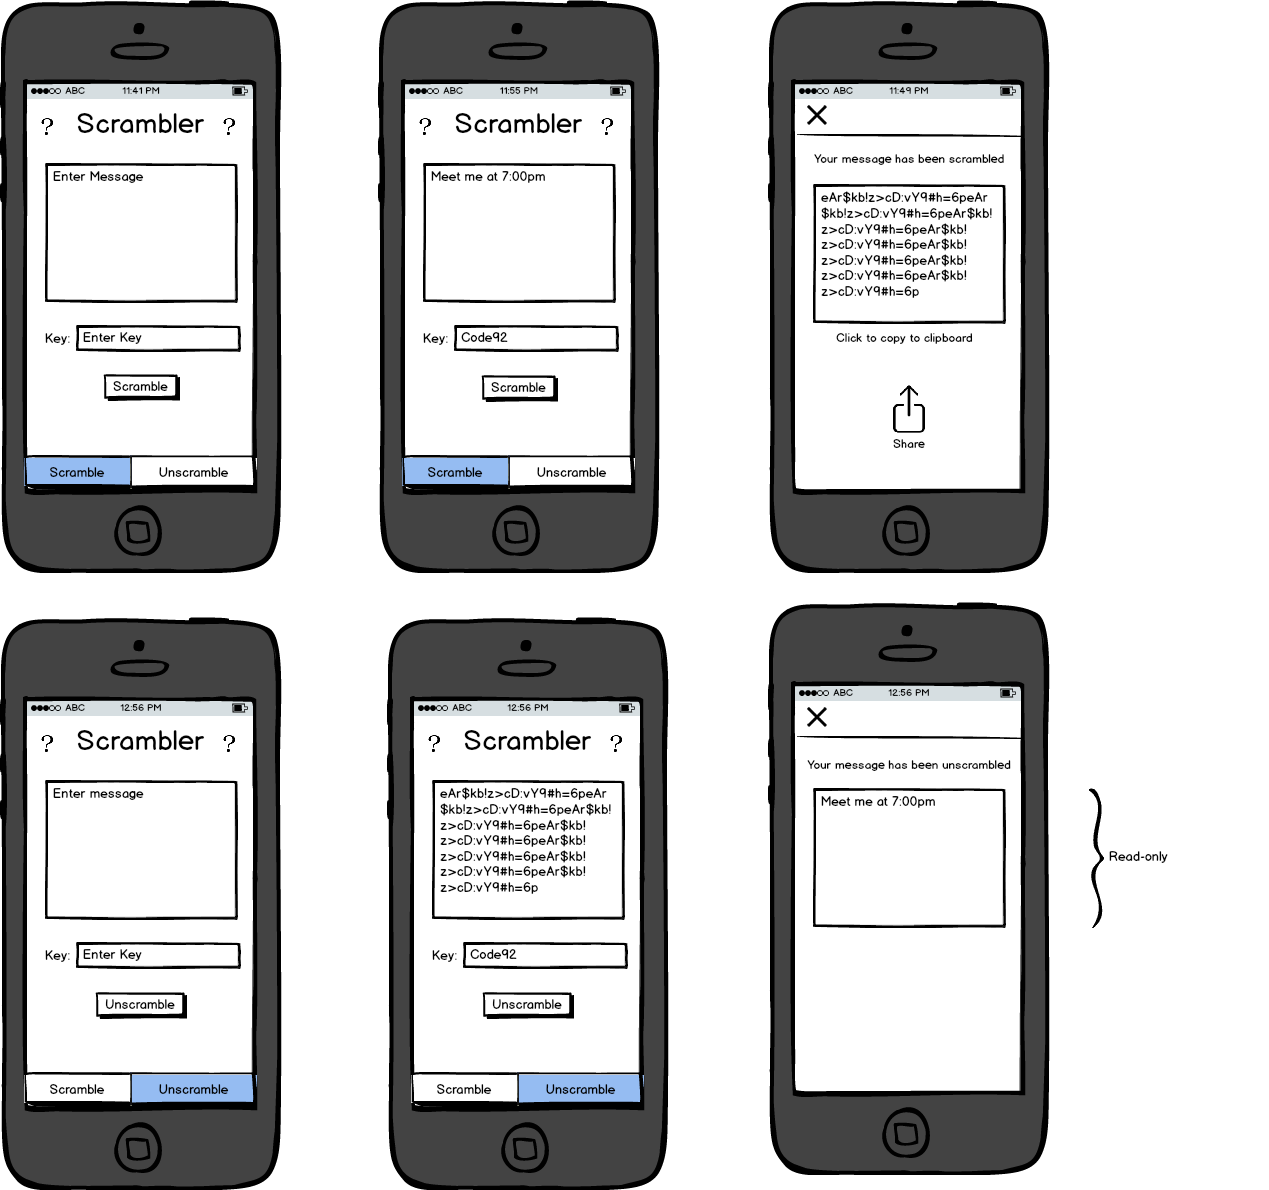 ABC 11:41 PM
? Scrambler ?
Enter Message
Key: Enter Key
Scramble
Scramble Unscramble
ABC 11:55 PM
? Scrambler ?
Meet me at 7:00pm
Key: Code92
Scramble
Scramble Unscramble
ABC 11:49 PM
Your message has been scrambled
eAr$kb!z>cD:vY9#h=6peAr
$kb!z>cD:vY9#h=6peAr$kb!
z>cD:vY9#h=6peAr$kb!
z>cD:vY9#h=6peAr$kb!
z>cD:vY9#h=6peAr$kb!
z>cD:vY9#h=6peAr$kb!
z>cD:vY9#h=6p
Click to copy to clipboard
Share
ABC 12:56 PM
? Scrambler ?
Enter message
Key: Enter Key
Unscramble
Scramble Unscramble
ABC 12:56 PM
? Scrambler ?
eAr$kb!z>cD:vY9#h=6peAr
$kb!z>cD:vY9#h=6peAr$kb!
z>cD:vY9#h=6peAr$kb!
z>cD:vY9#h=6peAr$kb!
z>cD:vY9#h=6peAr$kb!
z>cD:vY9#h=6peAr$kb!
z>cD:vY9#h=6p
Key: Code92
Unscramble
Scramble Unscramble
ABC 12:56 PM
Your message has been unscrambled
Meet me at 7:00pm
Read-only